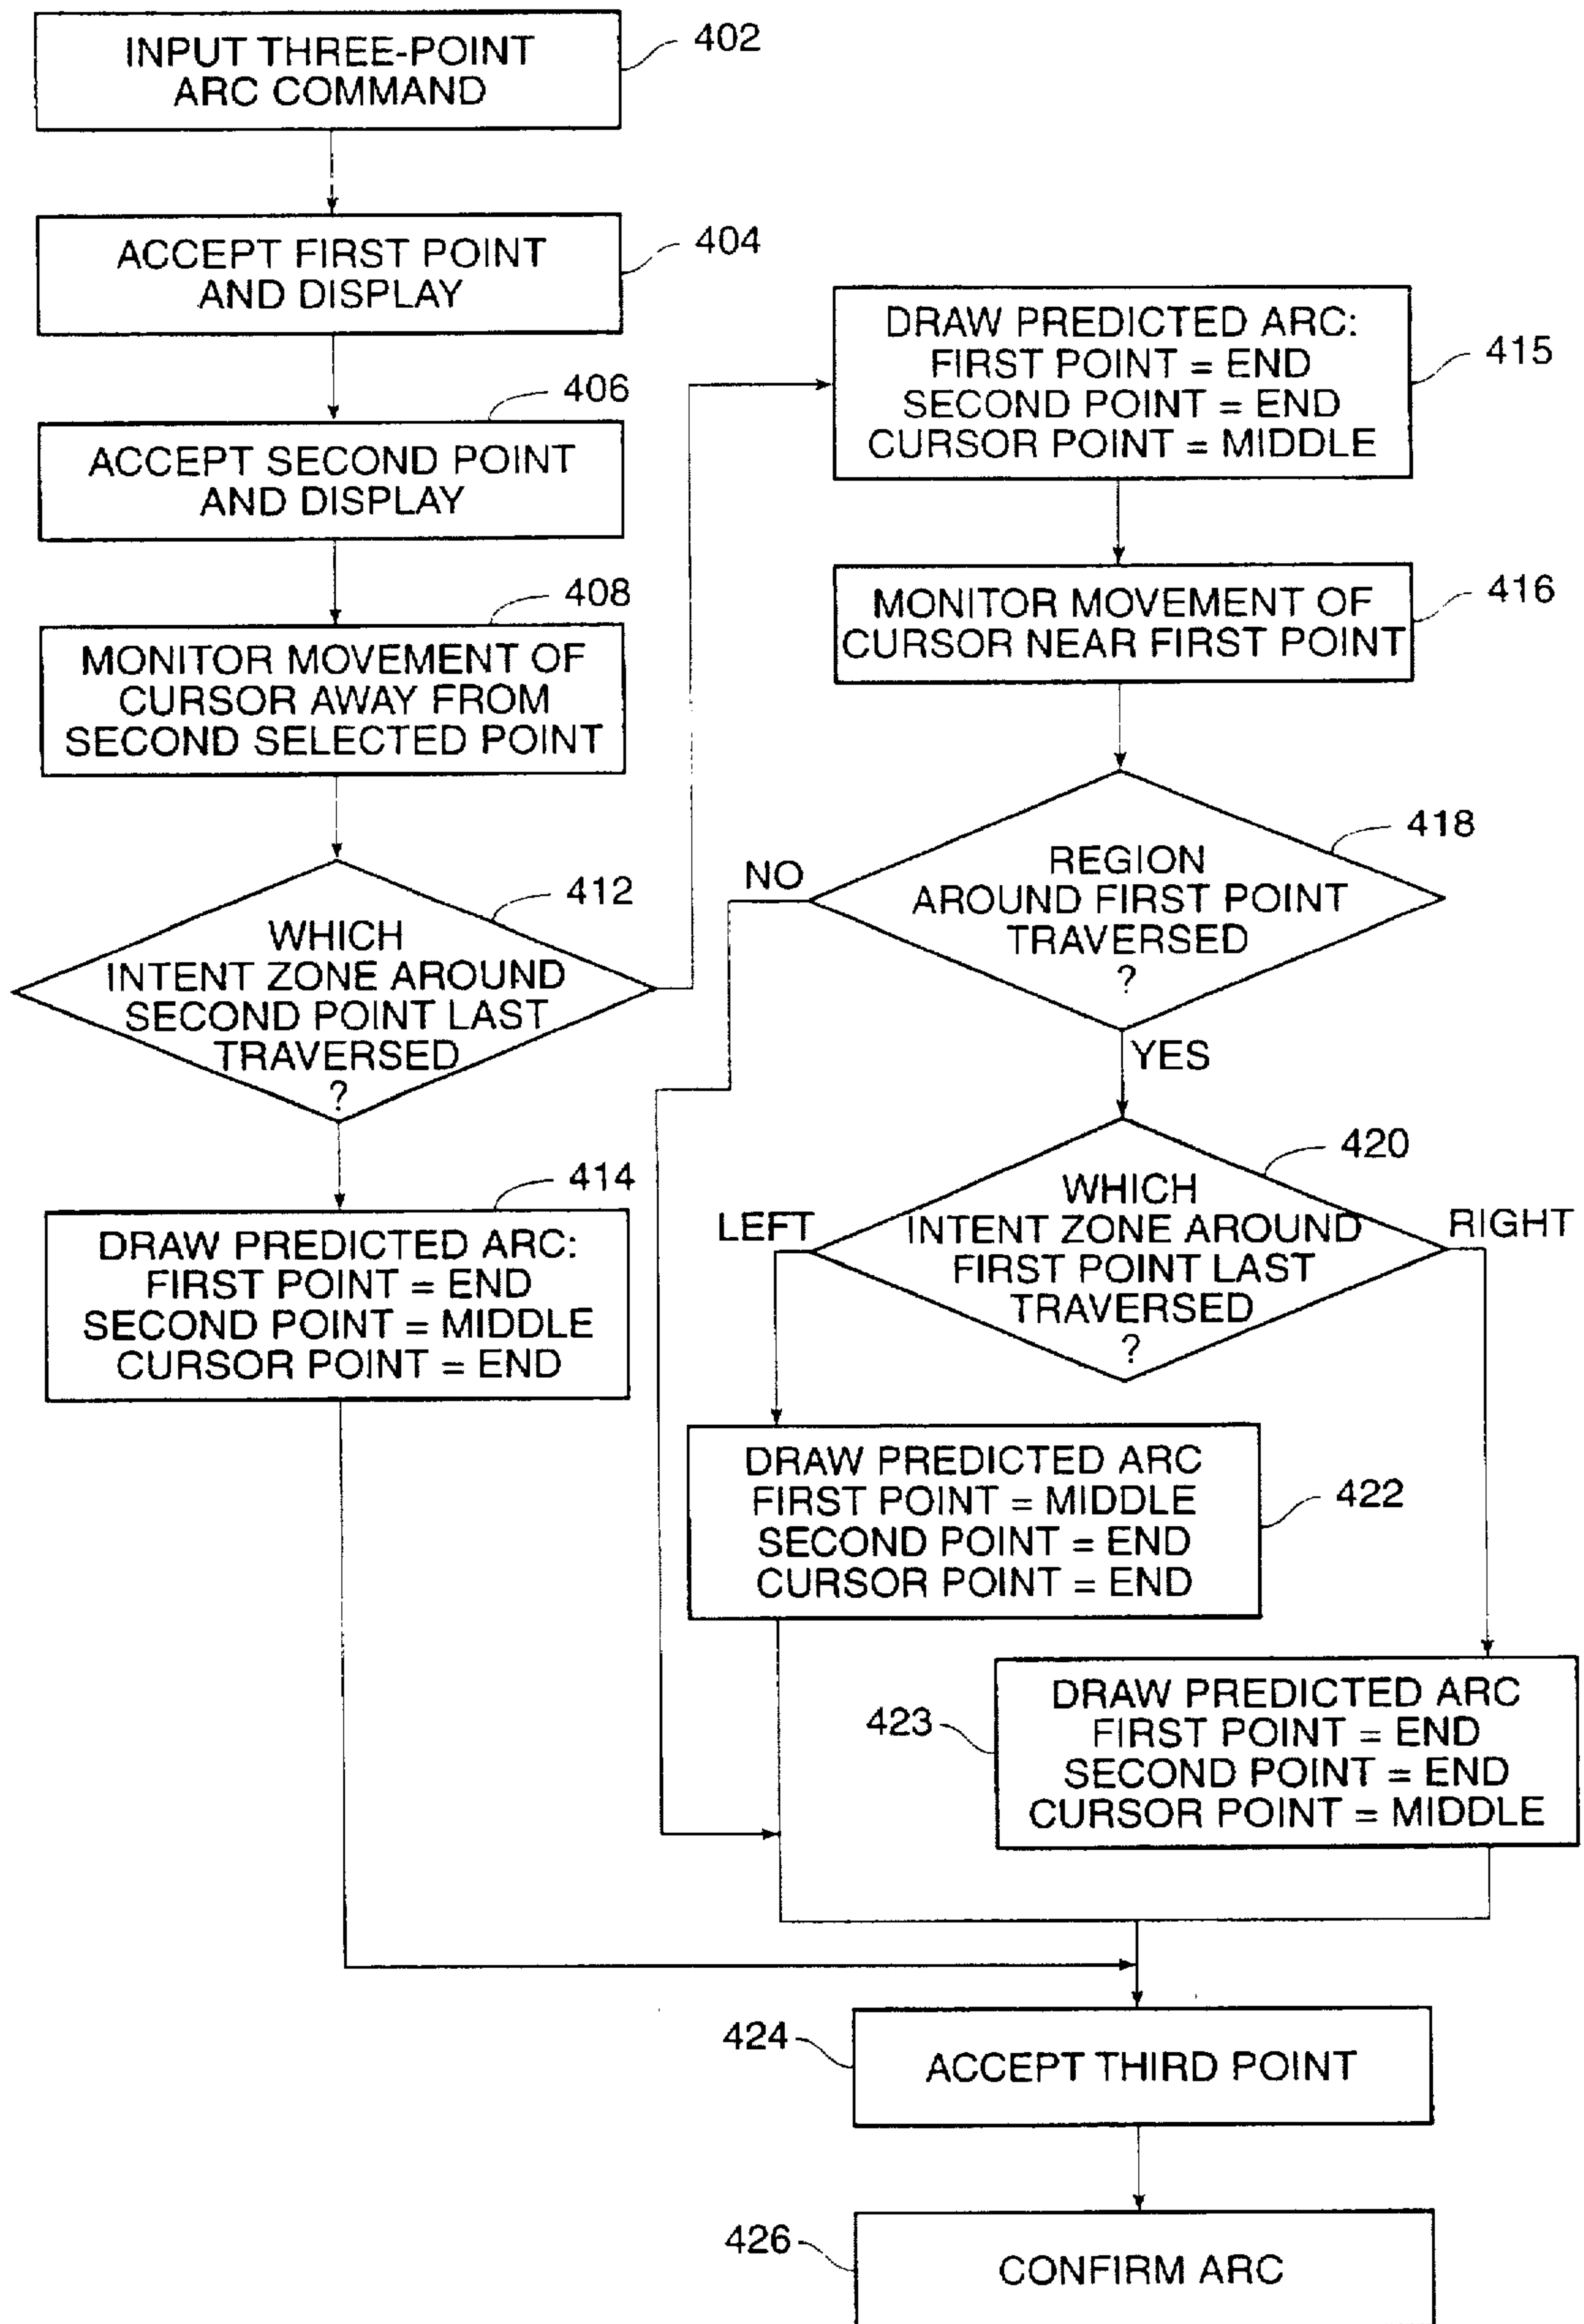 INPUT THREE-POINT
ARC COMMAND
402
ACCEPT FIRST POINT
AND DISPLAY
404
406
ACCEPT SECOND POINT
AND DISPLAY
408
MONITOR MOVEMENT OF
CURSOR AWAY FROM
SECOND SELECTED POINT
412
WHICH
INTENT ZONE AROUND
SECOND POINT LAST
TRAVERSED
?
414
DRAW PREDICTED ARC:
FIRST POINT = END
SECOND POINT = MIDDLE
CURSOR POINT = END
DRAW PREDICTED ARC:
FIRST POINT = END
SECOND POINT = END
CURSOR POINT = MIDDLE
415
MONITOR MOVEMENT OF
CURSOR NEAR FIRST POINT
416
418
NO
REGION
AROUND FIRST POINT
TRAVERSED
?
YES
420
LEFT
WHICH
INTENT ZONE AROUND
FIRST POINT LAST
TRAVERSED
?
RIGHT
DRAW PREDICTED ARC
FIRST POINT = MIDDLE
SECOND POINT = END
CURSOR POINT = END
422
423
DRAW PREDICTED ARC
FIRST POINT = END
SECOND POINT = END
CURSOR POINT = MIDDLE
424
ACCEPT THIRD POINT
426
CONFIRM ARC